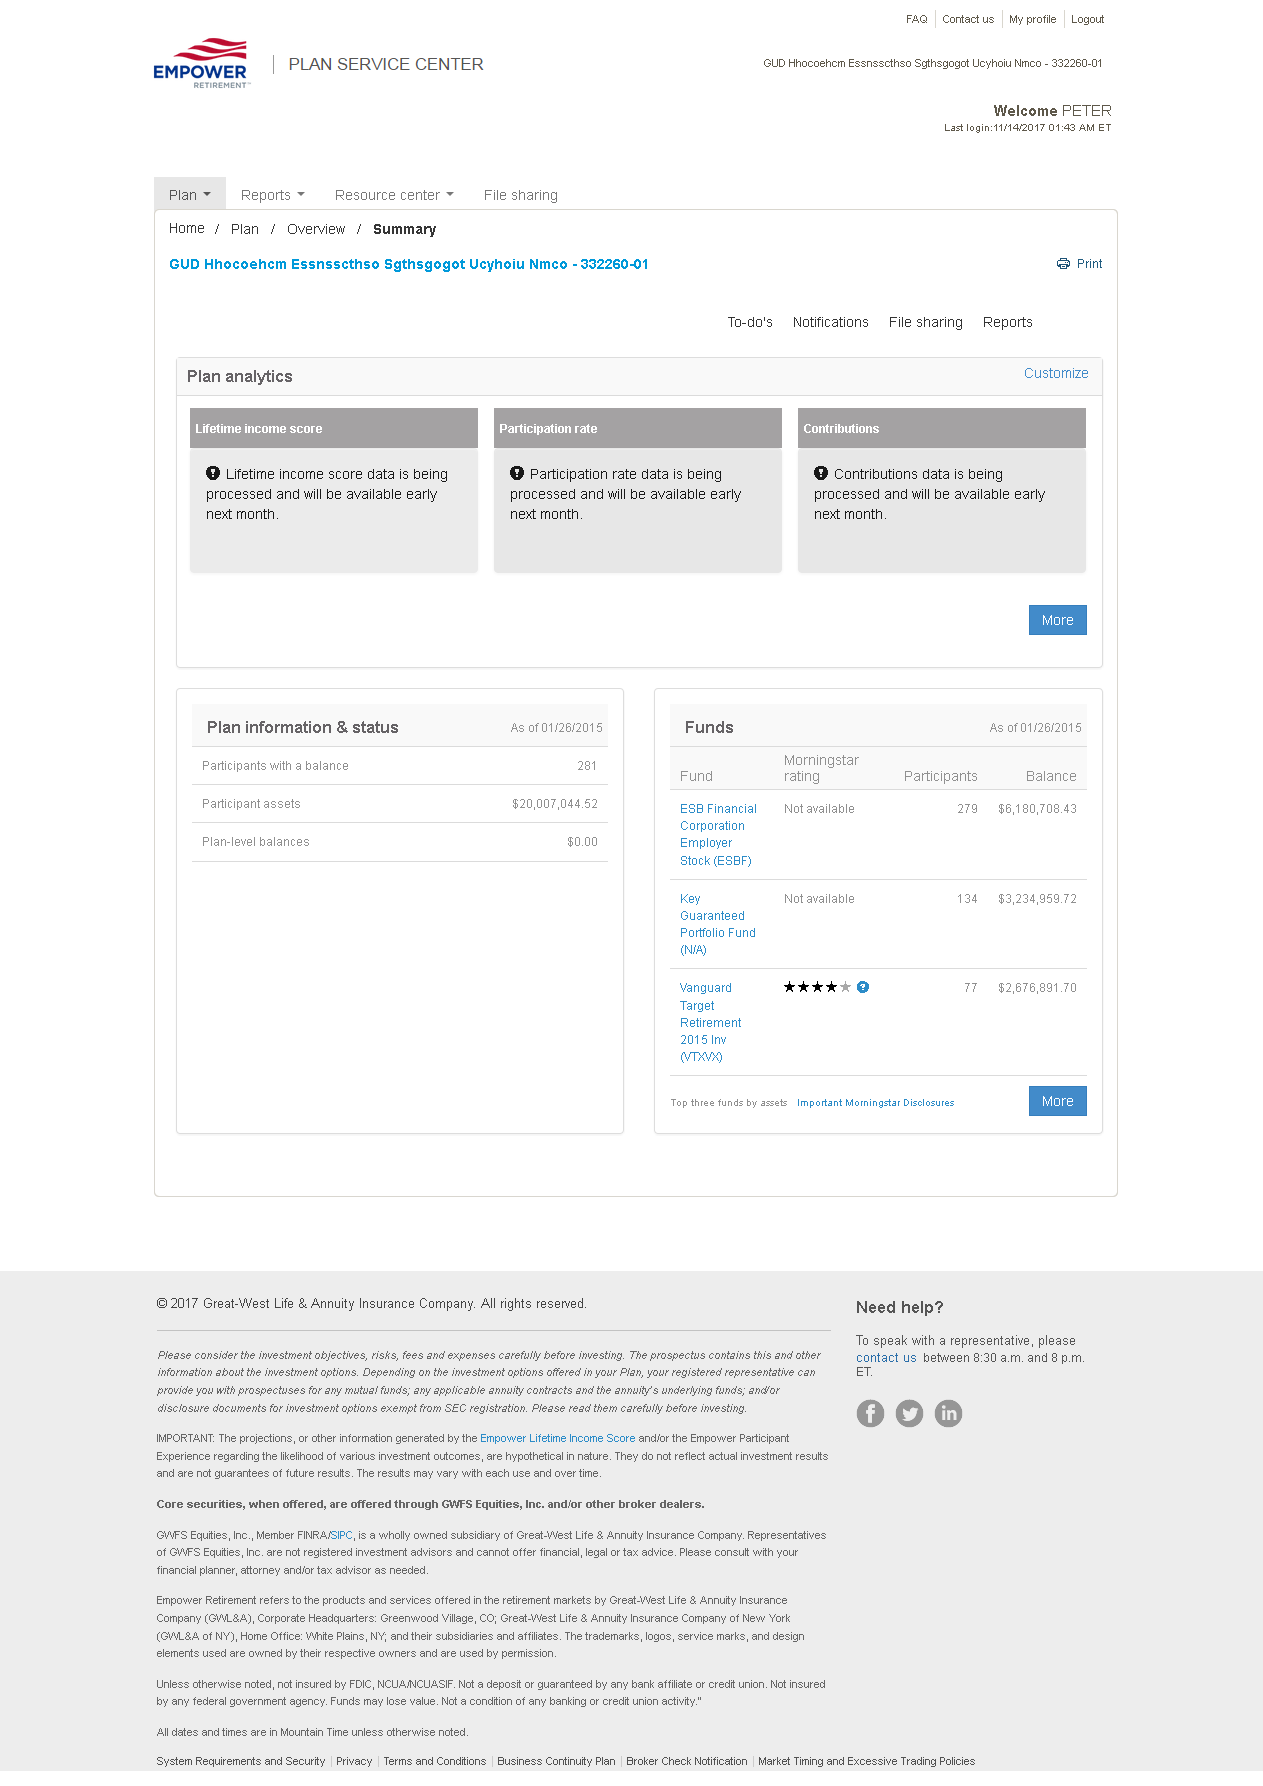 FAQ Contact us My profile Logout
EMPOWER
RETIREMENT
PLAN SERVICE CENTER
GUD Hhocoehcm Essnsscthso Sgthsgogot Ucyhoiu Nmco - 332260-01
Welcome PETER
Last login:11/14/2017 01:43 AM ET
Plan Reports Resource center File sharing
Home / Plan / Overview / Summary
GUD Hhocoehcm Essnsscthso Sgthsgogot Ucyhoiu Nmco - 332260-01
Print
To-do's Notifications File sharing Reports
Plan analytics
Customize
Lifetime income score
Lifetime income score data is being
processed and will be available early
next month.
Participation rate
Participation rate data is being
processed and will be available early
next month.
Contributions
Contributions data is being
processed and will be available early
next month.
More
Plan information & status As of 01/26/2015
Participants with a balance 281
Participant assets $20,007,044.52
Plan-level balances $0.00
Funds As of 01/26/2015
Fund Morningstar rating Participants Balance
ESB Financial Not available 279 $6,180,708.43
Corporation
Employer
Stock (ESBF)
Key Not available 134 $3,234,959.72
Guaranteed
Portfolio Fund
(N/A)
Vanguard ★★★★★ ? 77 $2,676,891.70
Target
Retirement
2015 Inv
(VTXVX)
Top three funds by assets Important Morningstar Disclosures
More
© 2017 Great-West Life & Annuity Insurance Company. All rights reserved.
Please consider the investment objectives, risks, fees and expenses carefully before investing. The prospectus contains this and other
information about the investment options. Depending on the investment options offered in your Plan, your registered representative can
provide you with prospectuses for any mutual funds; any applicable annuity contracts and the annuity's underlying funds; and/or
disclosure documents for investment options exempt from SEC registration. Please read them carefully before investing.
IMPORTANT: The projections, or other information generated by the Empower Lifetime Income Score and/or the Empower Participant
Experience regarding the likelihood of various investment outcomes, are hypothetical in nature. They do not reflect actual investment results
and are not guarantees of future results. The results may vary with each use and over time.
Core securities, when offered, are offered through GWFS Equities, Inc. and/or other broker dealers.
GWFS Equities, Inc., Member FINRA/SIPC, is a wholly owned subsidiary of Great-West Life & Annuity Insurance Company. Representatives
of GWFS Equities, Inc. are not registered investment advisors and cannot offer financial, legal or tax advice. Please consult with your
financial planner, attorney and/or tax advisor as needed.
Empower Retirement refers to the products and services offered in the retirement markets by Great-West Life & Annuity Insurance
Company (GWL&A), Corporate Headquarters: Greenwood Village, CO; Great-West Life & Annuity Insurance Company of New York
(GWL&A of NY), Home Office: White Plains, NY; and their subsidiaries and affiliates. The trademarks, logos, service marks, and design
elements used are owned by their respective owners and are used by permission.
Unless otherwise noted, not insured by FDIC, NCUA/NCUASIF. Not a deposit or guaranteed by any bank affiliate or credit union. Not insured
by any federal government agency. Funds may lose value. Not a condition of any banking or credit union activity."
All dates and times are in Mountain Time unless otherwise noted.
System Requirements and Security Privacy Terms and Conditions Business Continuity Plan Broker Check Notification Market Timing and Excessive Trading Policies
Need help?
To speak with a representative, please
contact us between 8:30 a.m. and 8 p.m.
ET.